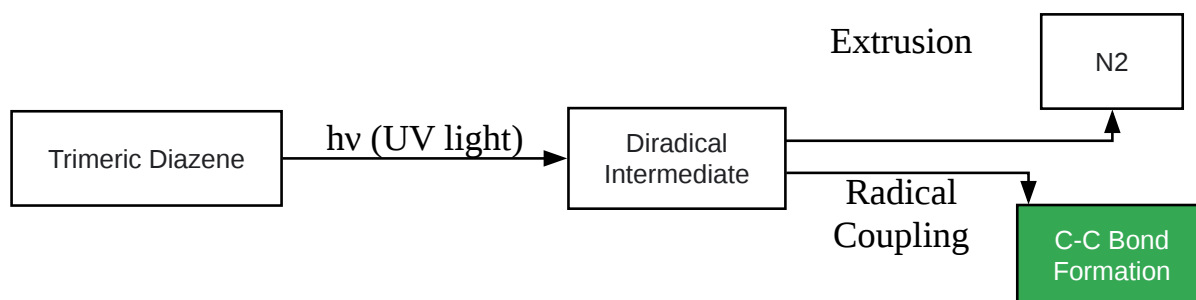 Extrusion
N2
Trimeric Diazene
hν (UV light)
Diradical
Intermediate
Radical
Coupling
C-C Bond
Formation